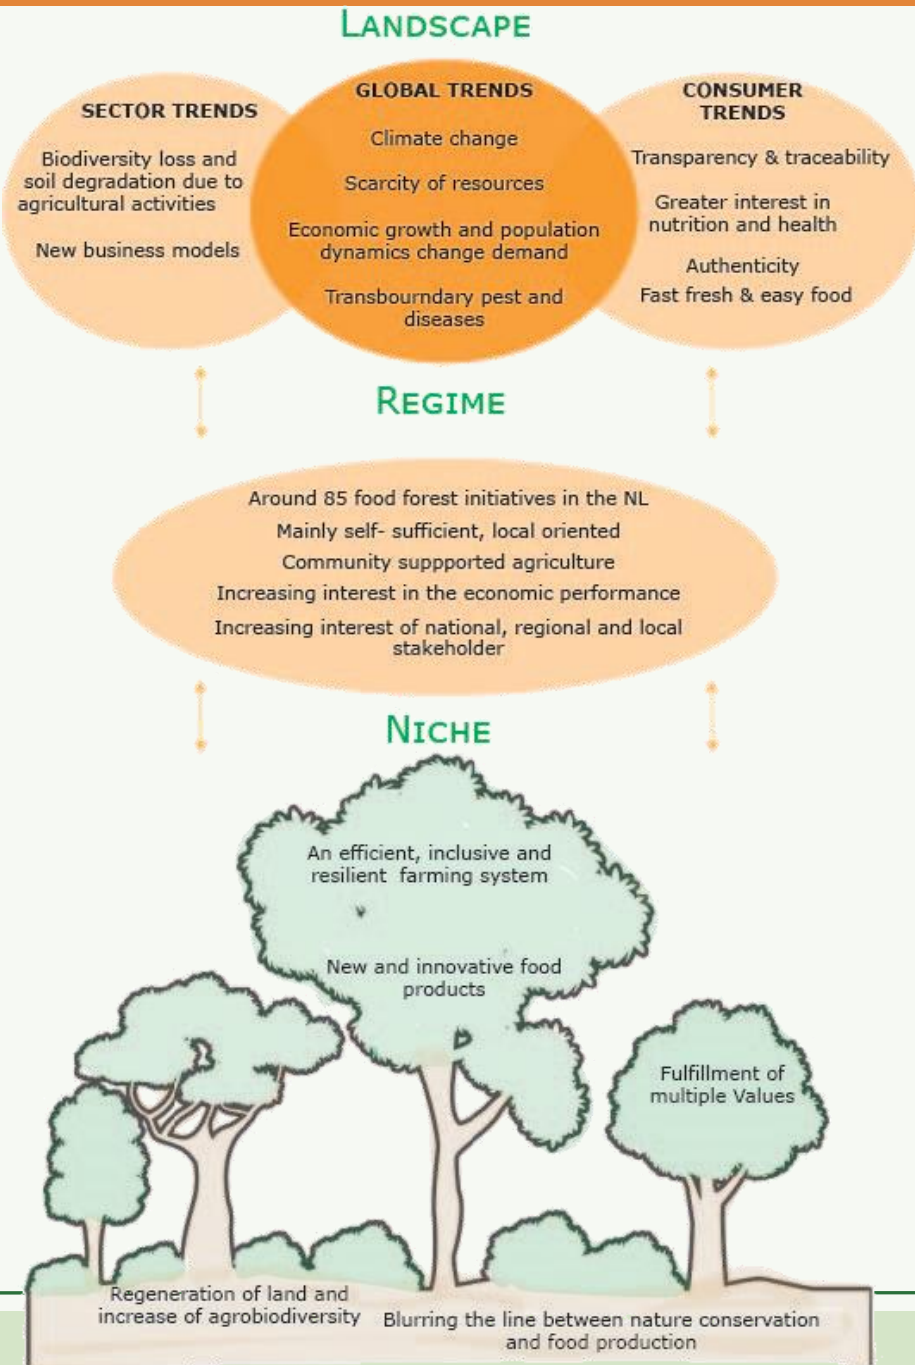 LANDSCAPE
SECTOR TRENDS
Biodiversity loss and
soil degradation due to
agricultural activities
New business models
GLOBAL TRENDS
Climate change
Scarcity of resources
Economic growth and population
dynamics change demand
Transbourndary pest and
diseases
CONSUMER
TRENDS
Transparency & traceability
Greater interest in
nutrition and health
Authenticity
Fast fresh & easy food
REGIME
Around 85 food forest initiatives in the NL
Mainly self- sufficient, local oriented
Community suppported agriculture
Increasing interest in the economic performance
Increasing interest of national, regional and local
stakeholder
NICHE
An efficient, inclusive and
resilient farming system
New and innovative food
products
Fulfillment of
multiple Values
Regeneration of land and
increase of agrobiodiversity
Blurring the line between nature conservation
and food production